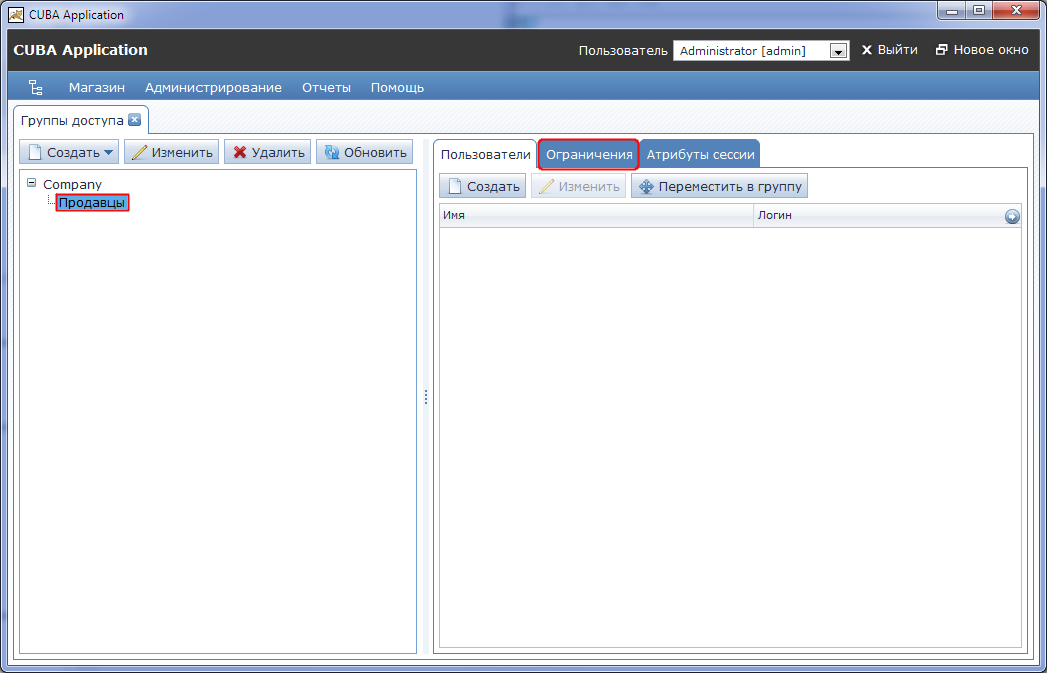 CUBA Application
CUBA Application Пользователь Administrator [admin] Выйти Новое окно
Магазин Администрирование Отчеты Помощь
Группы доступа
Создать Изменить Удалить Обновить
Company
Продавцы
Пользователи Ограничения Атрибуты сессии
Создать Изменить Переместить в группу
Имя Логин